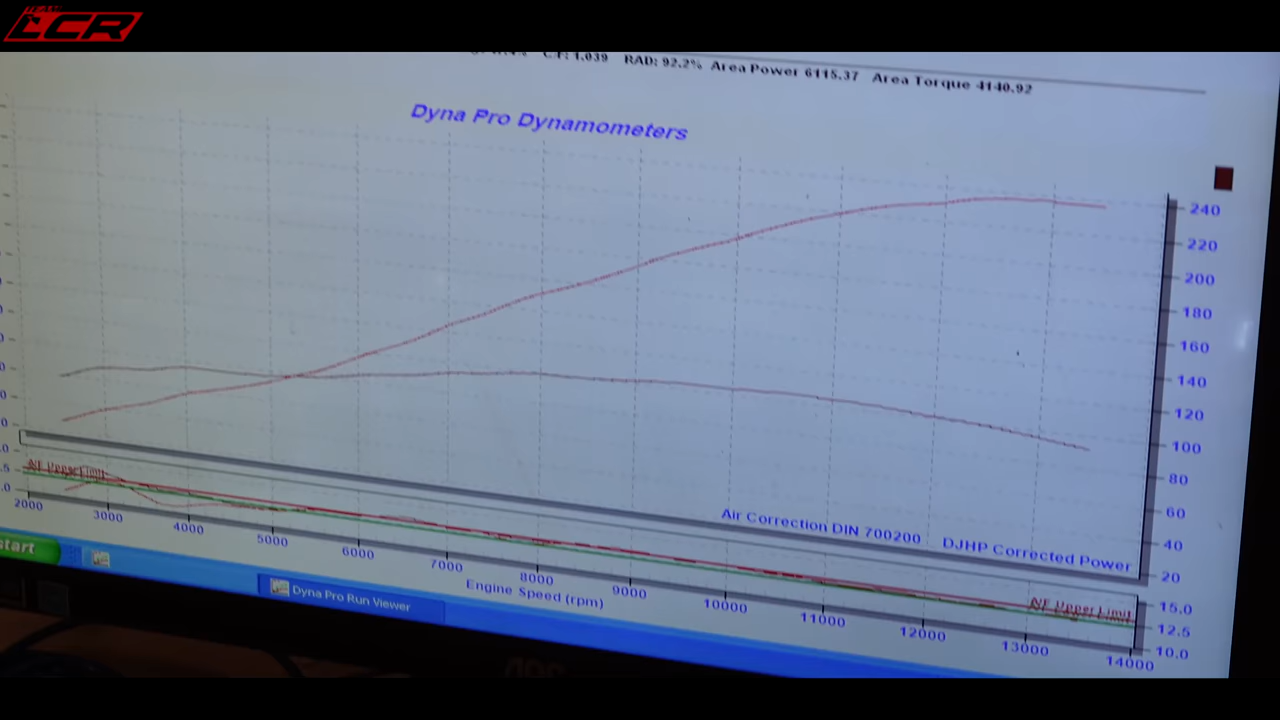 LCR
C.F: 1.039 RAD: 92.2% Area Power 6115.37 Area Torque 4140.92
Dyna Pro Dynamometers
240
220
200
180
160
140
120
100
80
60
40
20
Air Correction DIN 700200 DJHP Corrected Power
AF Upper Limit
AF Upper Limit
15.0
12.5
10.0
2000 3000 4000 5000 6000 7000 8000 9000 10000 11000 12000 13000 14000
Engine Speed (rpm)
start
Dyna Pro Run Viewer
AOC